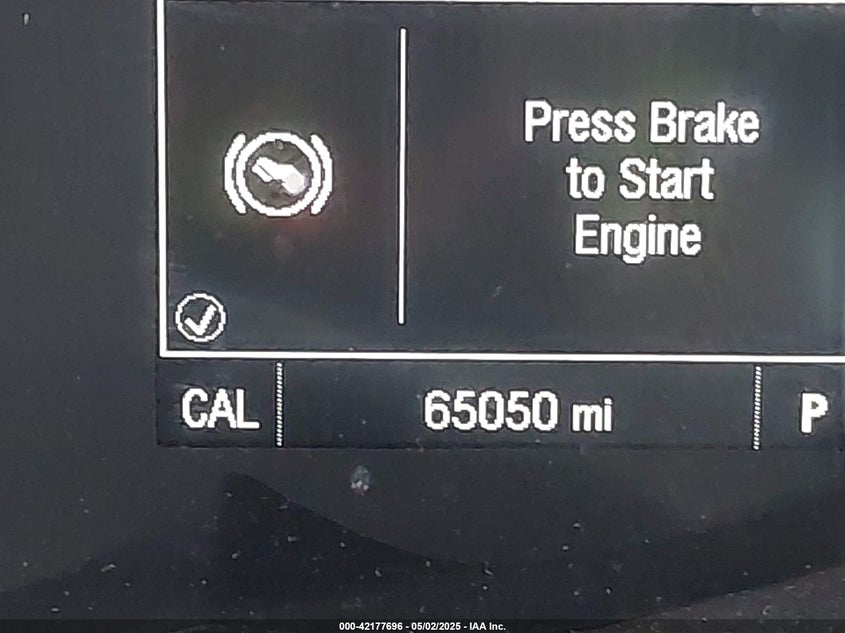 Press Brake
to Start
Engine
CAL
65050 mi
P
000-42177696 - 05/02/2025 - IAA Inc.